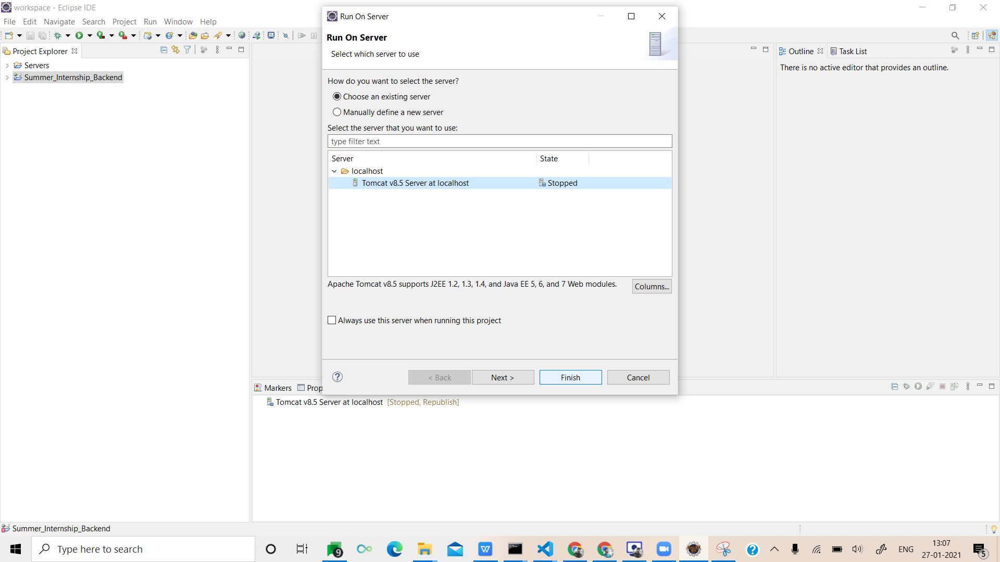 workspace - Eclipse IDE
File Edit Navigate Search Project Run Window Help
Project Explorer
Servers
Summer_Internship_Backend
Run On Server
Run On Server
Select which server to use
How do you want to select the server?
Choose an existing server
Manually define a new server
Select the server that you want to use:
type filter text
Server State
localhost
Tomcat v8.5 Server at localhost Stopped
Apache Tomcat v8.5 supports J2EE 1.2, 1.3, 1.4, and Java EE 5, 6, and 7 Web modules.
Columns...
Always use this server when running this project
< Back Next > Finish Cancel
Outline Task List
There is no active editor that provides an outline.
Markers Prop
Tomcat v8.5 Server at localhost [Stopped, Republish]
Summer_Internship_Backend
Type here to search
9
W
ENG
13:07
27-01-2021
5